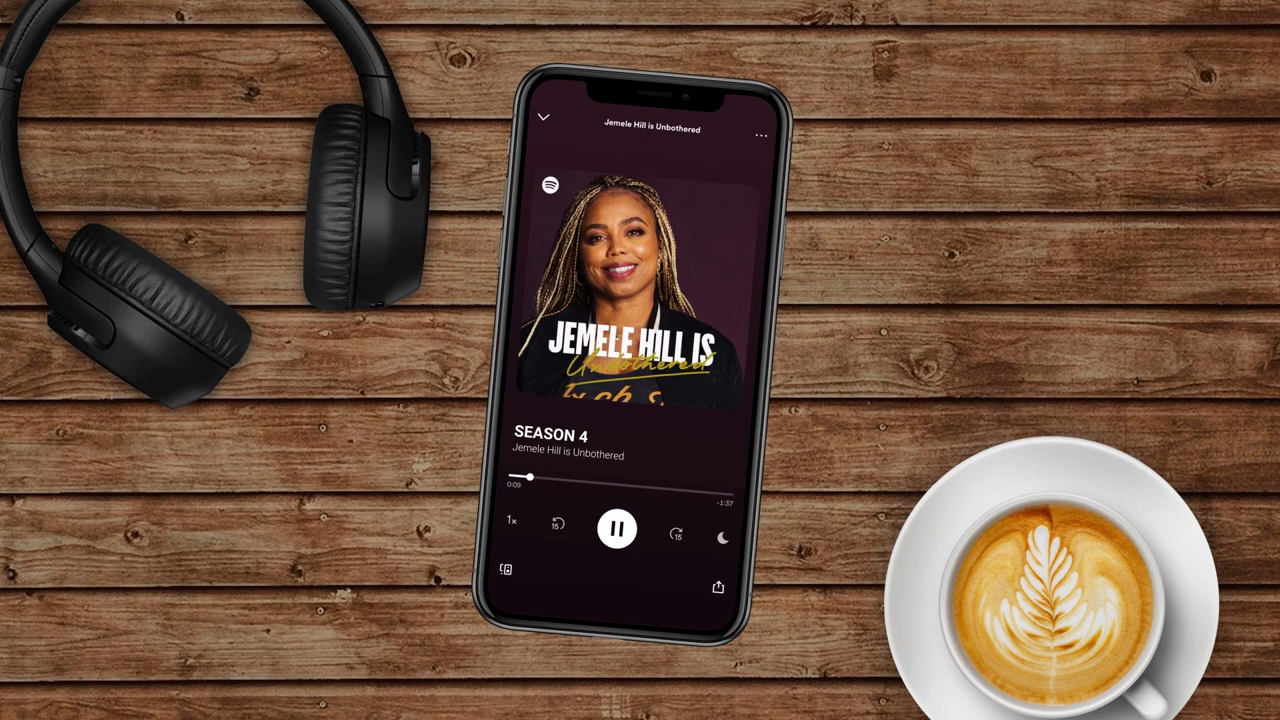 Jemele Hill is Unbothered
JEMELE HILL IS
Unbothered
SEASON 4
Jemele Hill is Unbothered
0:09
-1:37
1x
15
15